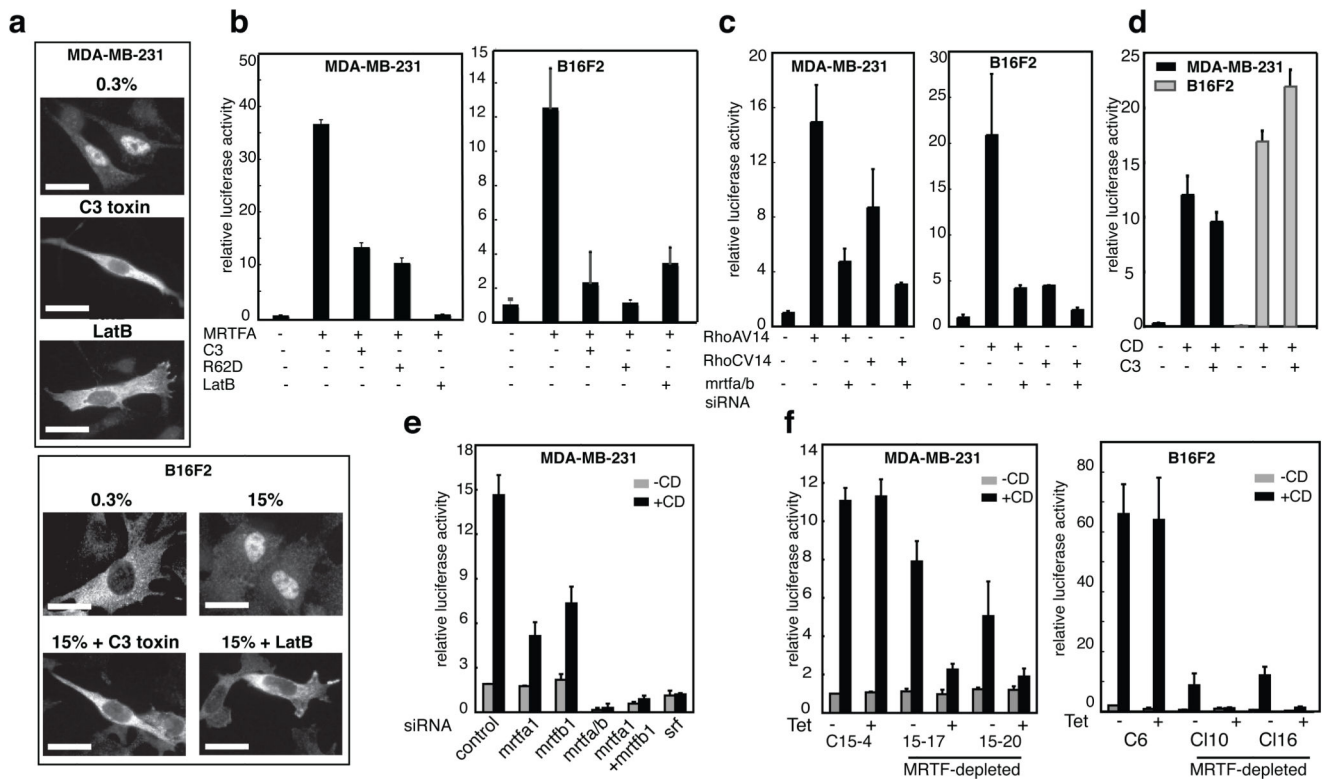 a
MDA-MB-231
0.3%
C3 toxin
LatB
B16F2
0.3% 15%
15% + C3 toxin 15% + LatB
b
relative luciferase activity
50
40
30
20
10
0
MDA-MB-231
15
12
10
8
6
4
2
0
B16F2
MRTFA - + + + + - + + + +
C3 - - + - - - - + - -
R62D - - - + - - - - + -
LatB - - - - + - - - - +
c
relative luciferase activity
20
16
12
8
4
0
MDA-MB-231
30
25
20
15
10
5
0
B16F2
RhoAV14 - + + - - - + + - -
RhoCV14 - - - + + - - - + +
mrtfa/b - - + - + - - + - +
siRNA
d
relative luciferase activity
25
20
15
10
5
0
MDA-MB-231
B16F2
CD - + + - + +
C3 - - + - - +
e
relative luciferase activity
18
15
12
9
6
3
0
MDA-MB-231
-CD
+CD
siRNA
control
mrtfa1
mrtfb1
mrtfa/b
mrtfa1
+mrtfb1
srf
f
relative luciferase activity
14
12
10
8
6
4
2
0
MDA-MB-231
-CD
+CD
Tet - + - + - +
C15-4 15-17 15-20
MRTF-depleted
relative luciferase activity
80
60
40
20
0
B16F2
-CD
+CD
Tet - + - + - +
C6 Cl10 Cl16
MRTF-depleted